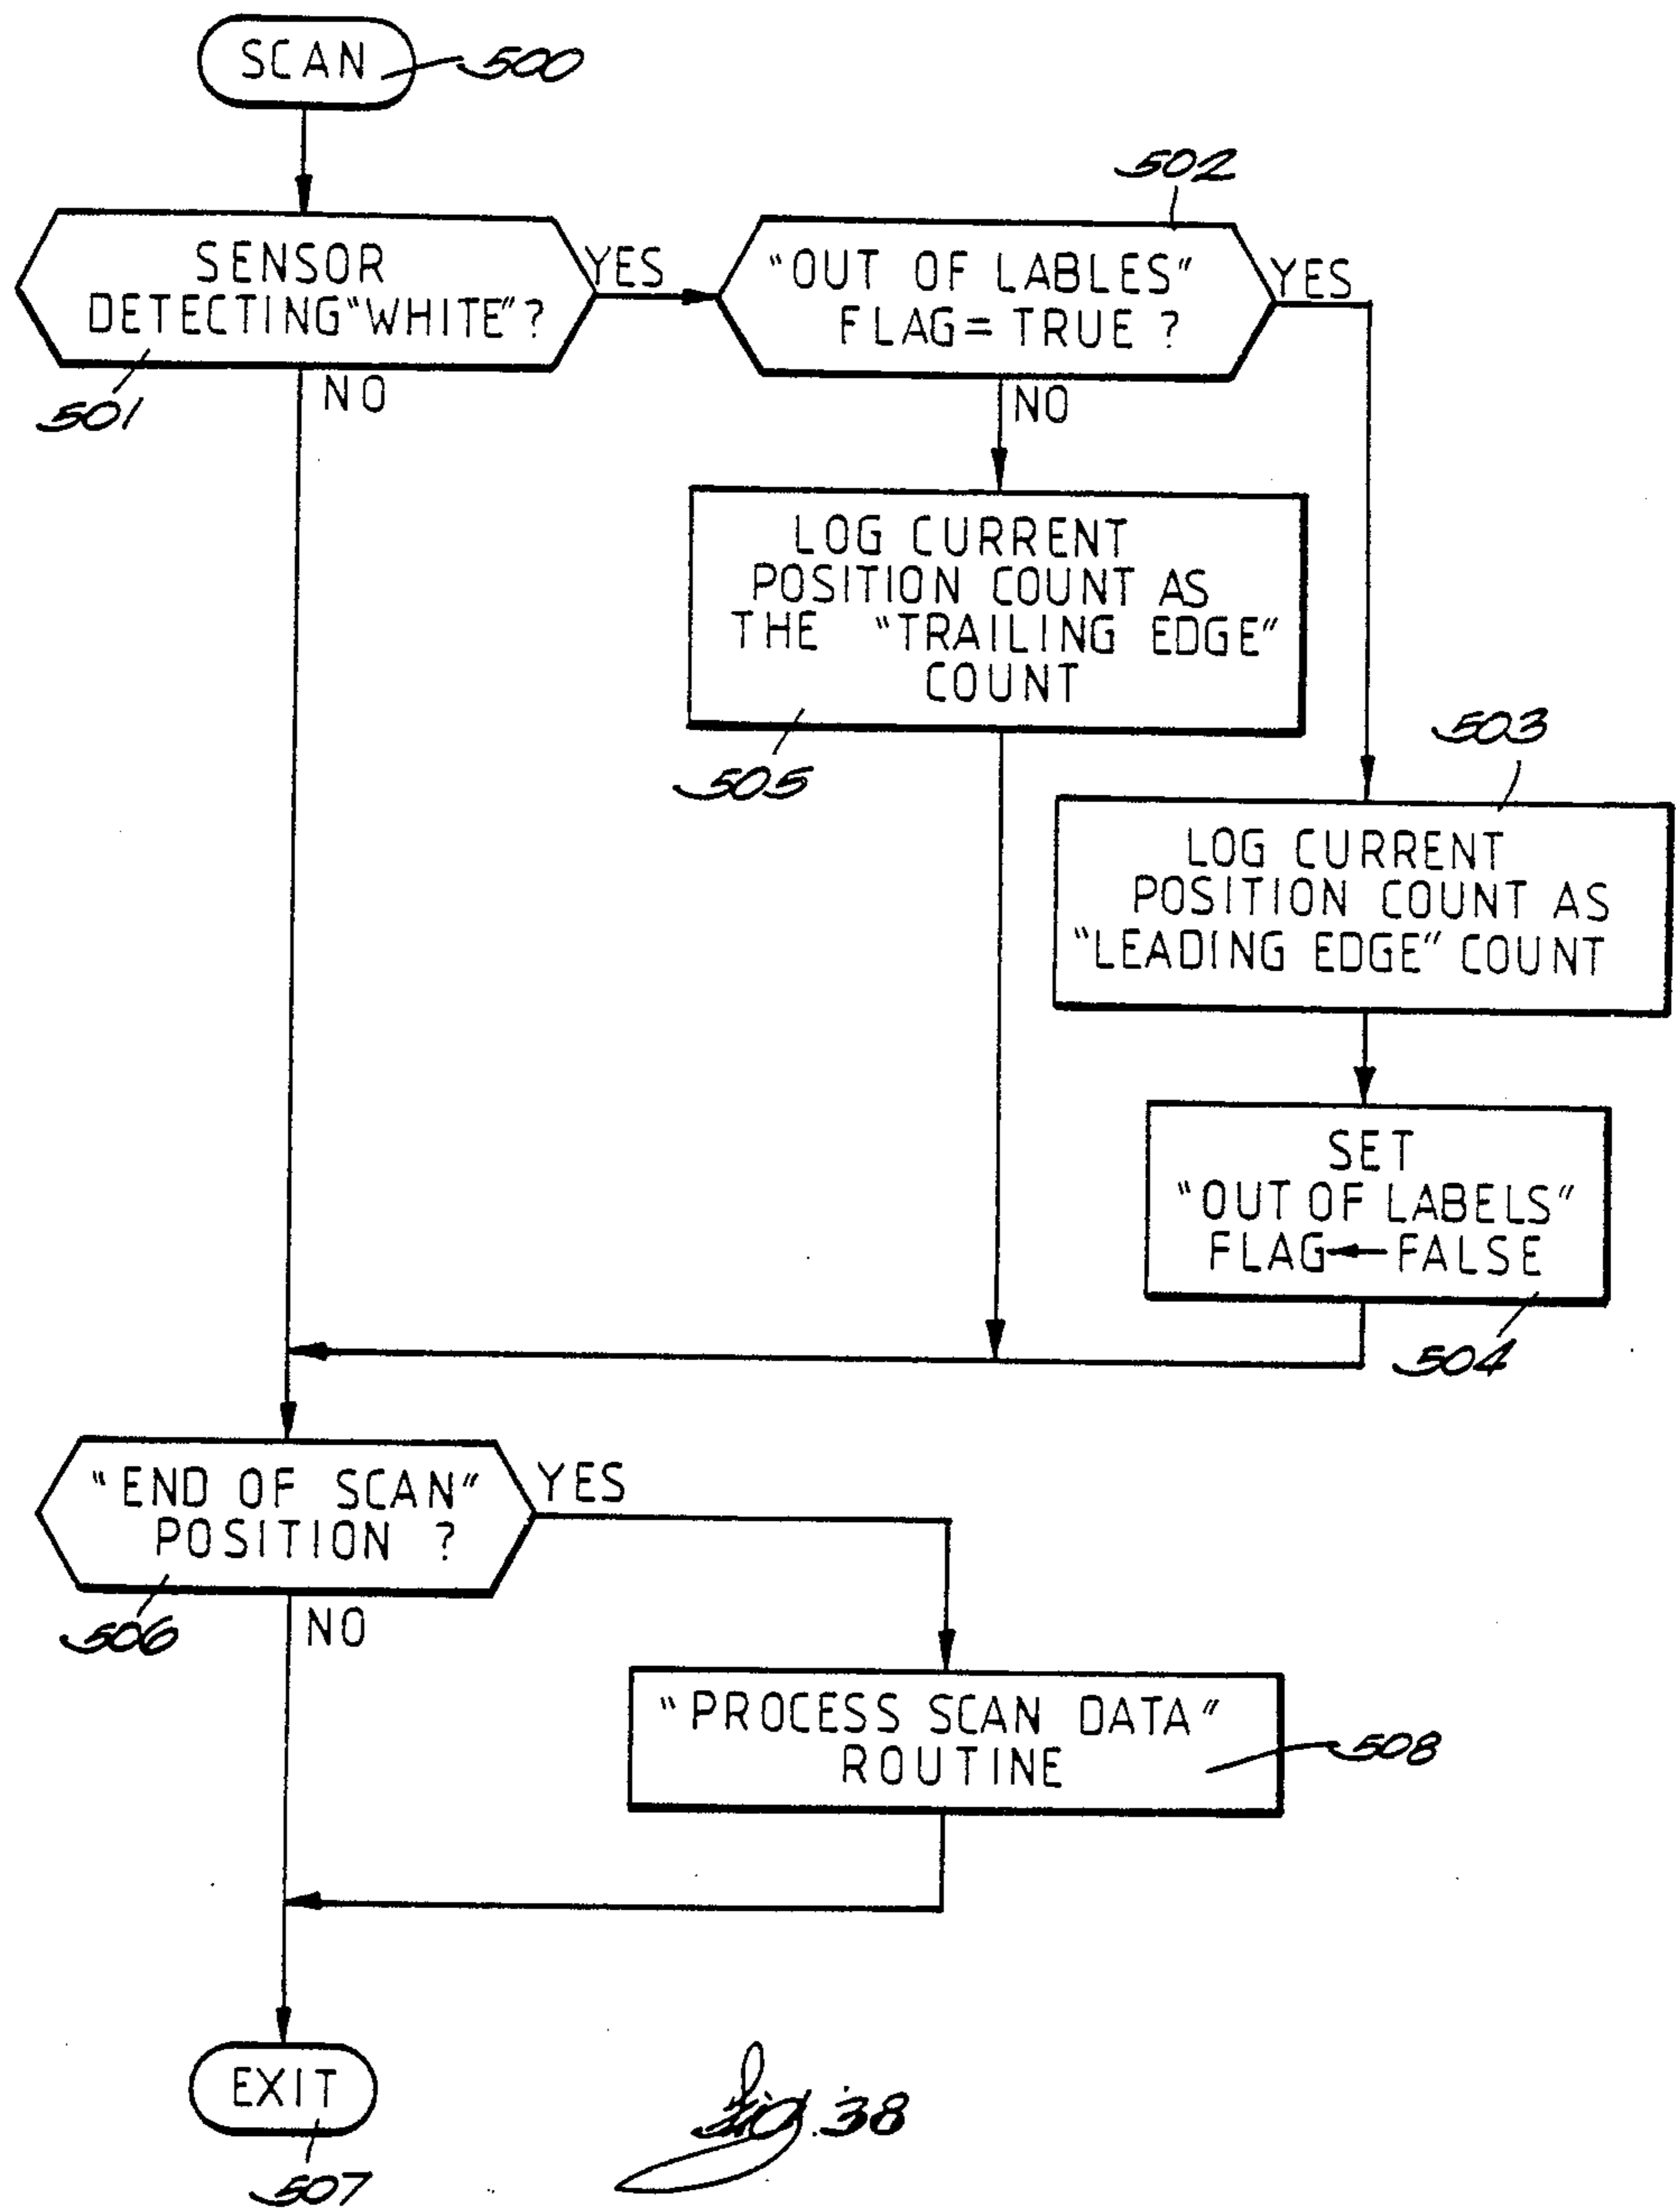 SCAN
500
502
SENSOR
DETECTING "WHITE"?
YES
"OUT OF LABLES"
FLAG = TRUE ?
YES
501
NO
NO
LOG CURRENT
POSITION COUNT AS
THE "TRAILING EDGE"
COUNT
505
503
LOG CURRENT
POSITION COUNT AS
"LEADING EDGE" COUNT
SET
"OUT OF LABELS"
FLAG ← FALSE
504
"END OF SCAN"
POSITION ?
YES
506
NO
"PROCESS SCAN DATA"
ROUTINE
508
EXIT
507
Fig. 38